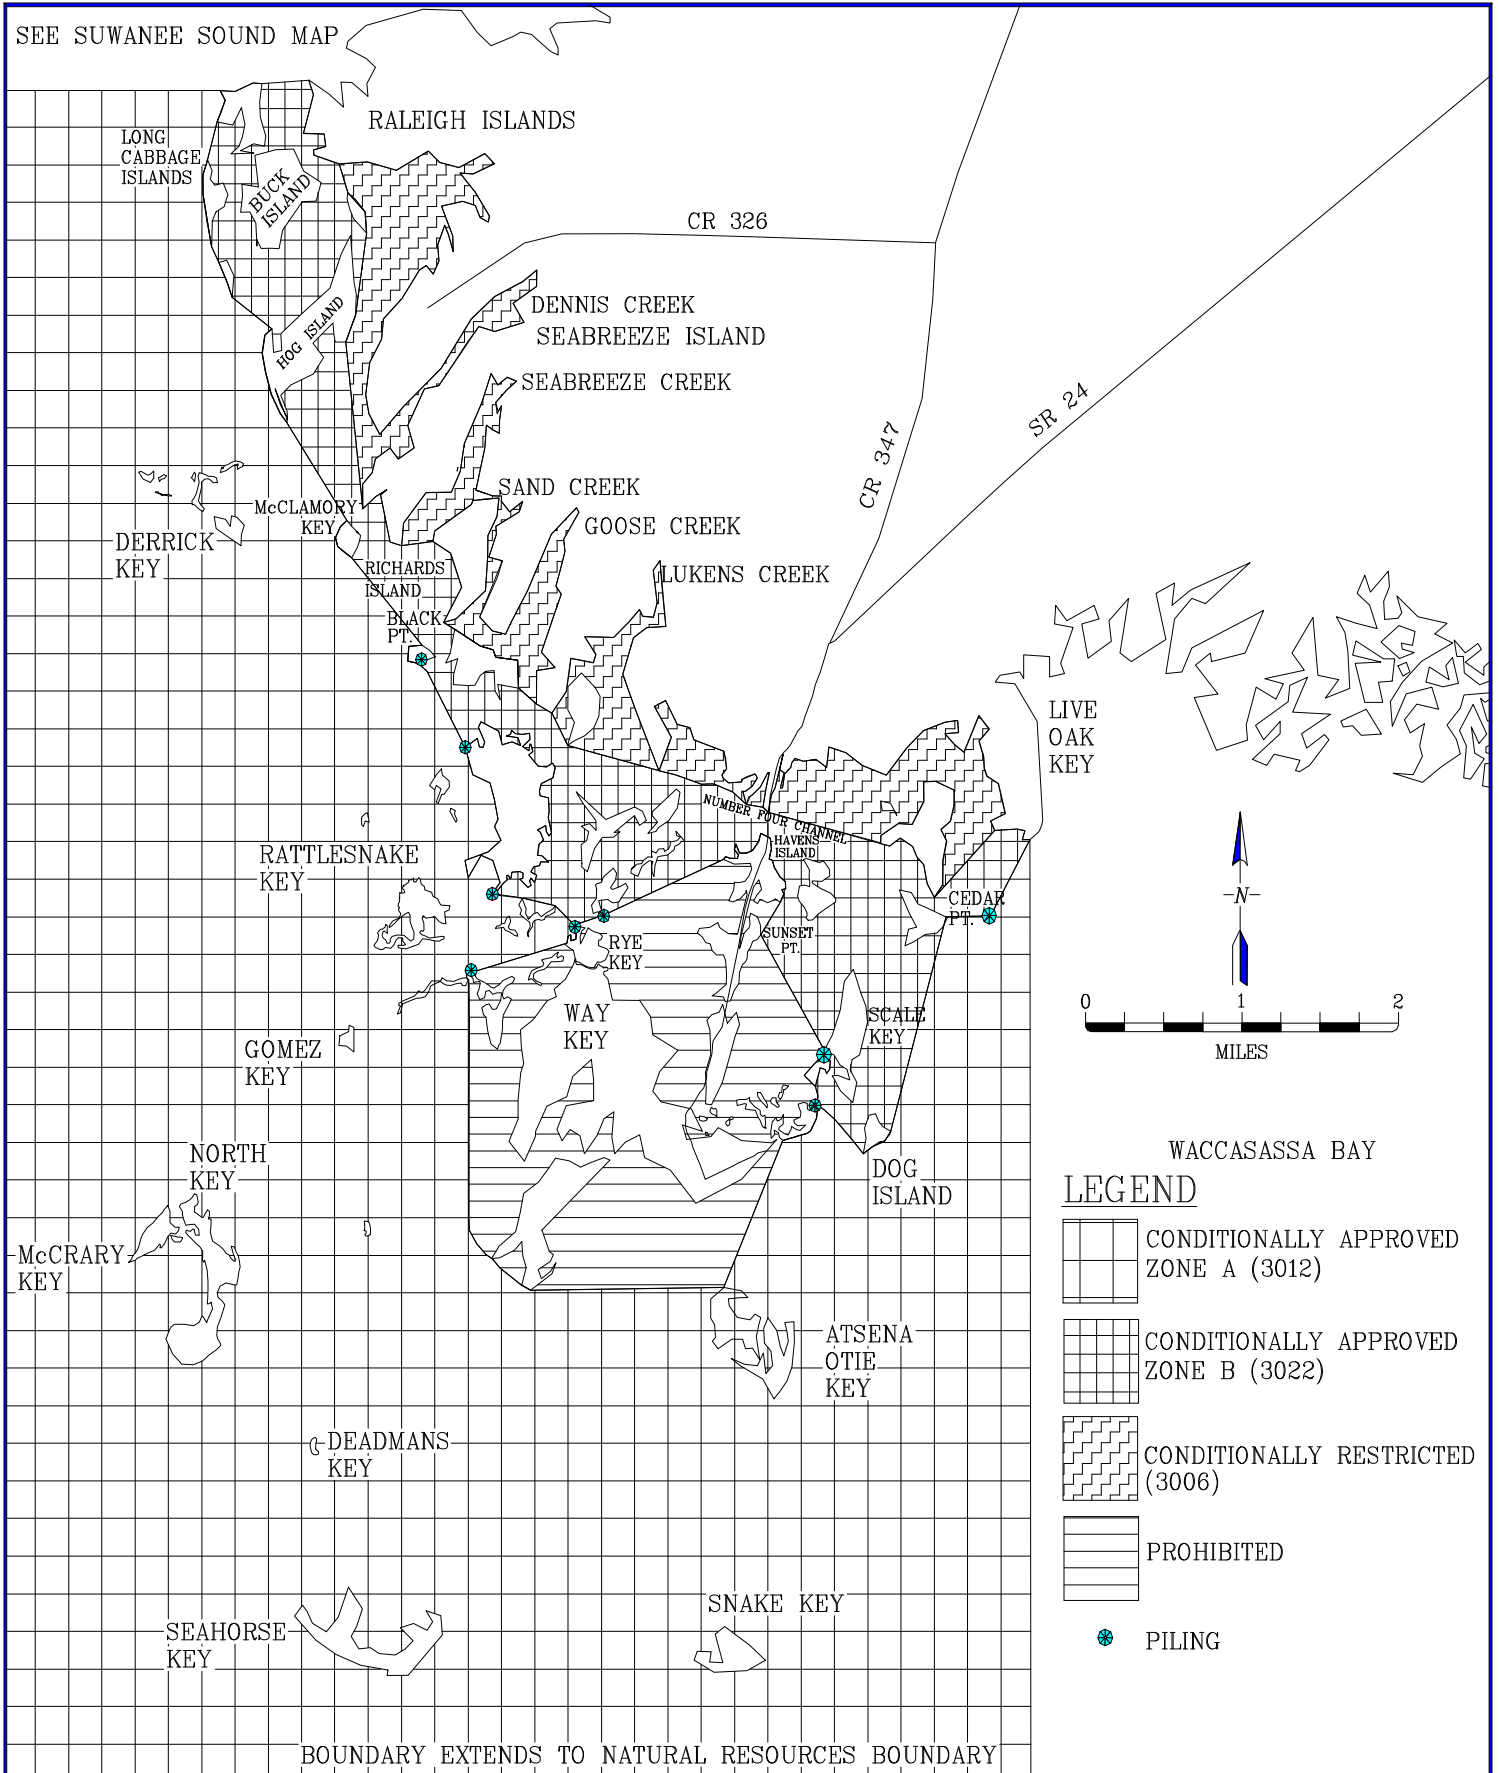 SEE SUWANEE SOUND MAP
RALEIGH ISLANDS
LONG
CABBAGE
ISLANDS
BUCK
ISLAND
CR 326
DENNIS CREEK
SEABREEZE ISLAND
HOG ISLAND
SEABREEZE CREEK
SR 24
CR 347
SAND CREEK
McCLAMORY
KEY
GOOSE CREEK
DERRICK
KEY
RICHARDS
ISLAND
LUKENS CREEK
BLACK
PT.
LIVE
OAK
KEY
NUMBER FOUR CHANNEL
HAVENS
ISLAND
RATTLESNAKE
KEY
CEDAR
PT.
-N-
SUNSET
PT.
RYE
KEY
WAY
KEY
SCALE
KEY
0 1 2
MILES
GOMEZ
KEY
NORTH
KEY
DOG
ISLAND
WACCASASSA BAY
LEGEND
McCRARY
KEY
CONDITIONALLY APPROVED
ZONE A (3012)
ATSENA
OTIE
KEY
CONDITIONALLY APPROVED
ZONE B (3022)
DEADMANS
KEY
CONDITIONALLY RESTRICTED
(3006)
PROHIBITED
SNAKE KEY
SEAHORSE
KEY
PILING
BOUNDARY EXTENDS TO NATURAL RESOURCES BOUNDARY